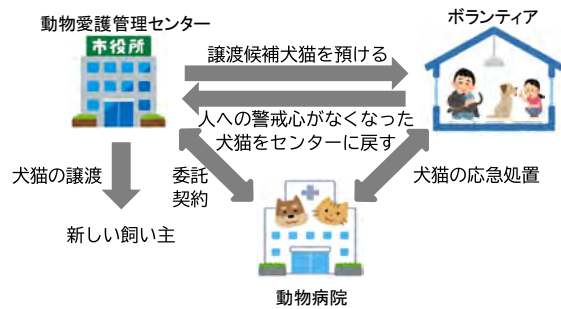 動物愛護管理センター
ボランティア
市役所
譲渡候補犬猫を預ける
人への警戒心がなくなった
犬猫をセンターに戻す
犬猫の譲渡
委託
契約
犬猫の応急処置
新しい飼い主
動物病院